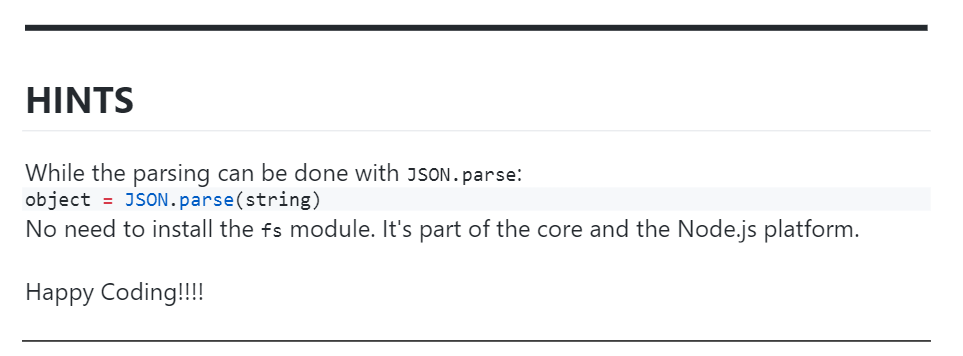 HINTS
While the parsing can be done with JSON.parse:
object = JSON.parse(string)
No need to install the fs module. It's part of the core and the Node.js platform.
Happy Coding!!!!